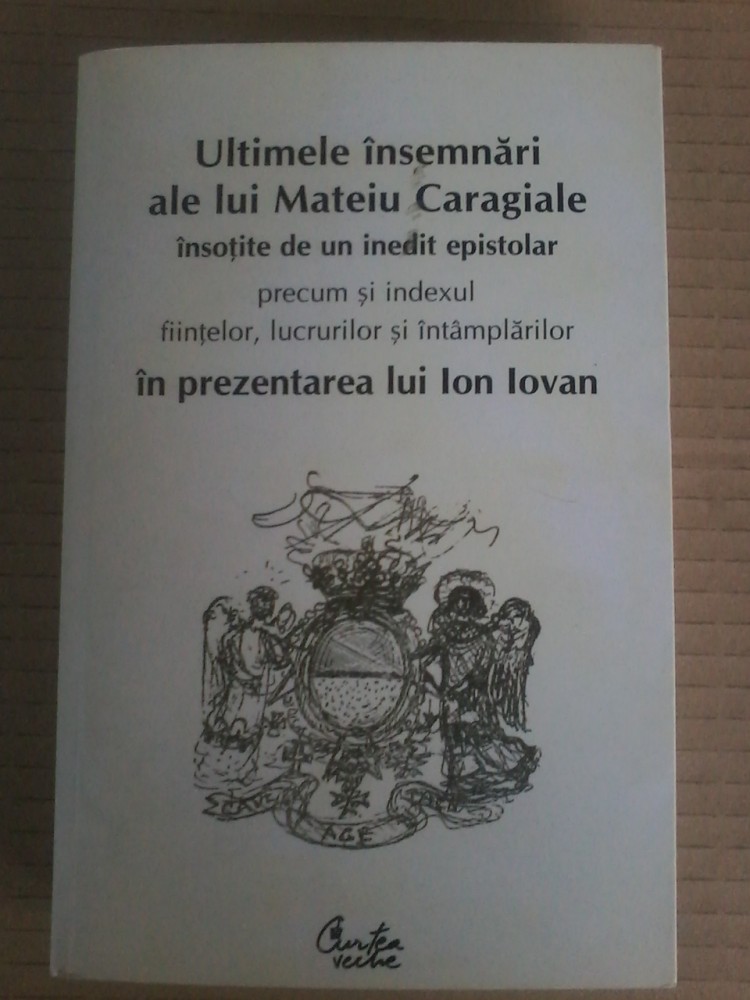 Ultimele însemnări
ale lui Mateiu Caragiale
însoțite de un inedit epistolar
precum și indexul
ființelor, lucrurilor și întâmplărilor
în prezentarea lui Ion Iovan
AGE
Curtea
veche